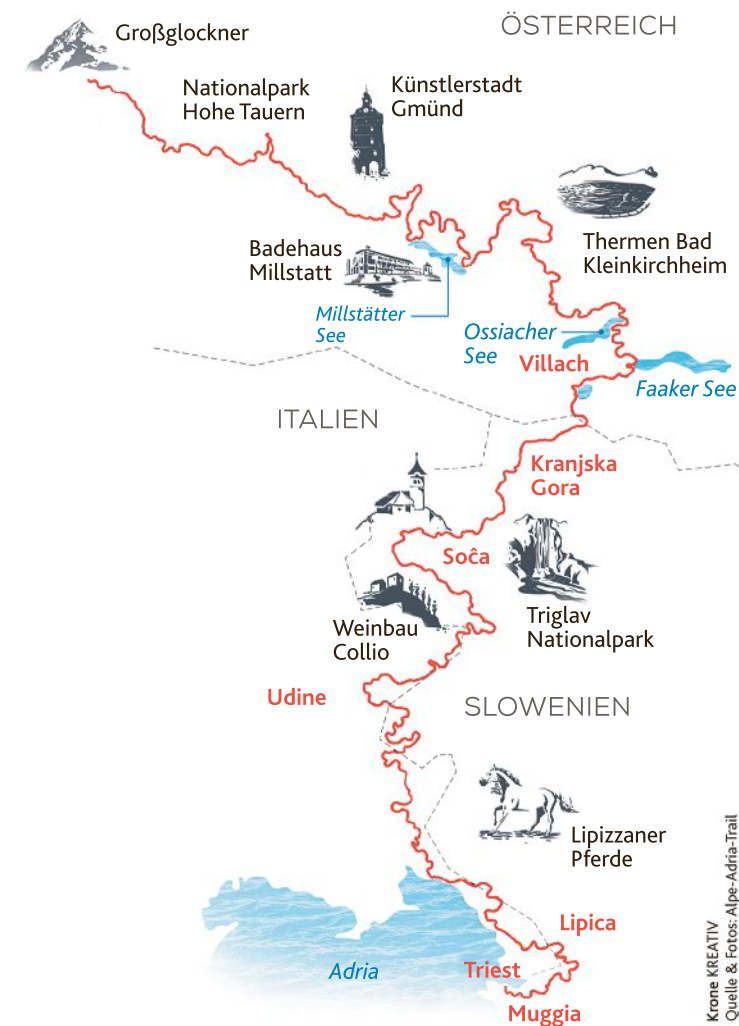 ÖSTERREICH
Großglockner
Nationalpark
Hohe Tauern
Künstlerstadt
Gmünd
Badehaus
Millstatt
Thermen Bad
Kleinkirchheim
Millstätter
See
Ossiacher
See
Villach
Faaker See
ITALIEN
Kranjska
Gora
Soĉa
Triglav
Nationalpark
Weinbau
Collio
Udine
SLOWENIEN
Lipizzaner
Pferde
Lipica
Adria
Triest
Muggia
Krone KREATIV
Quelle & Fotos: Alpe-Adria-Trail